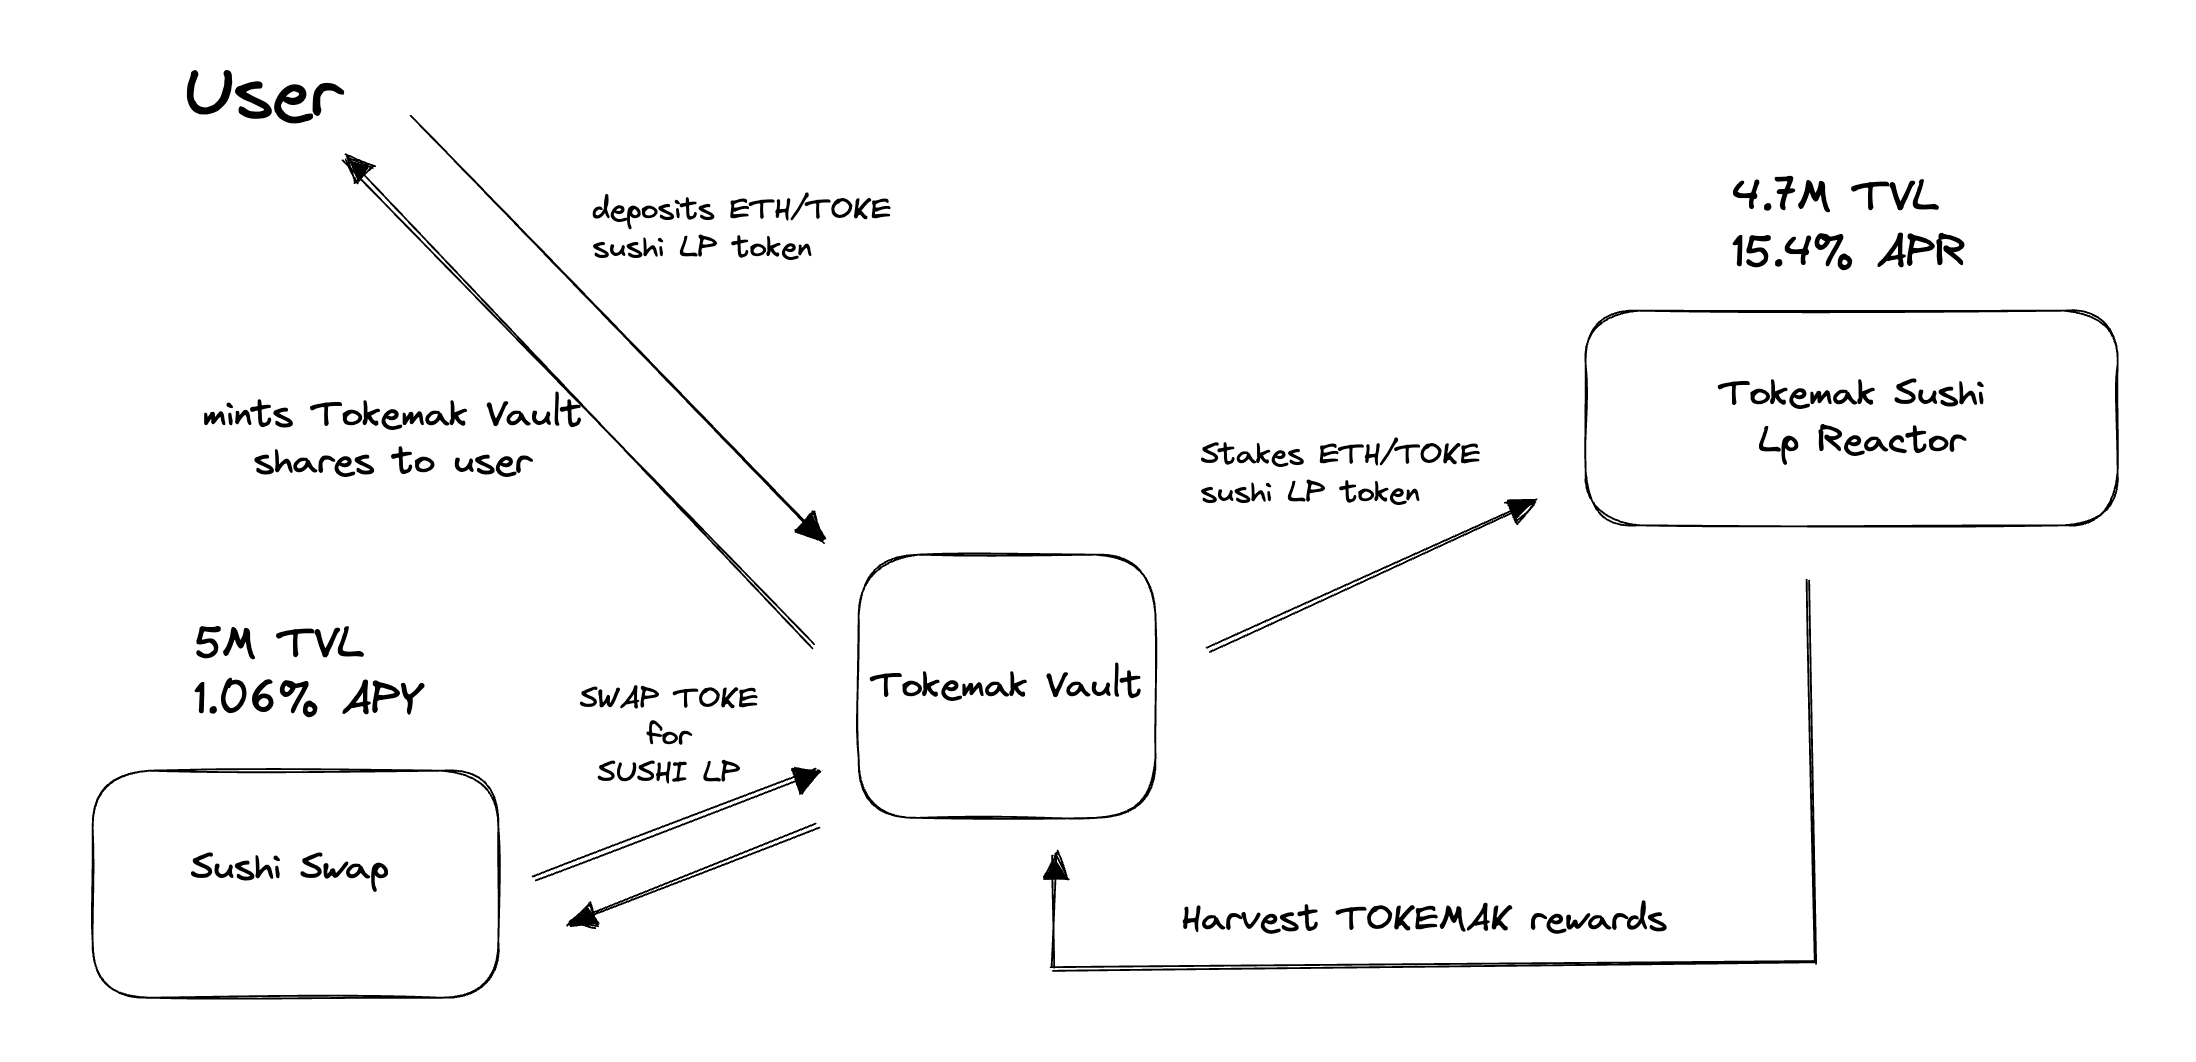 User
deposits ETH/TOKE
sushi LP token
4.7M TVL
15.4% APR
Tokemak Sushi
Lp Reactor
mints Tokemak Vault
shares to user
Stakes ETH/TOKE
sushi LP token
5M TVL
1.06% APY
SWAP TOKE
for
SUSHI LP
Tokemak Vault
Sushi Swap
Harvest TOKEMAK rewards